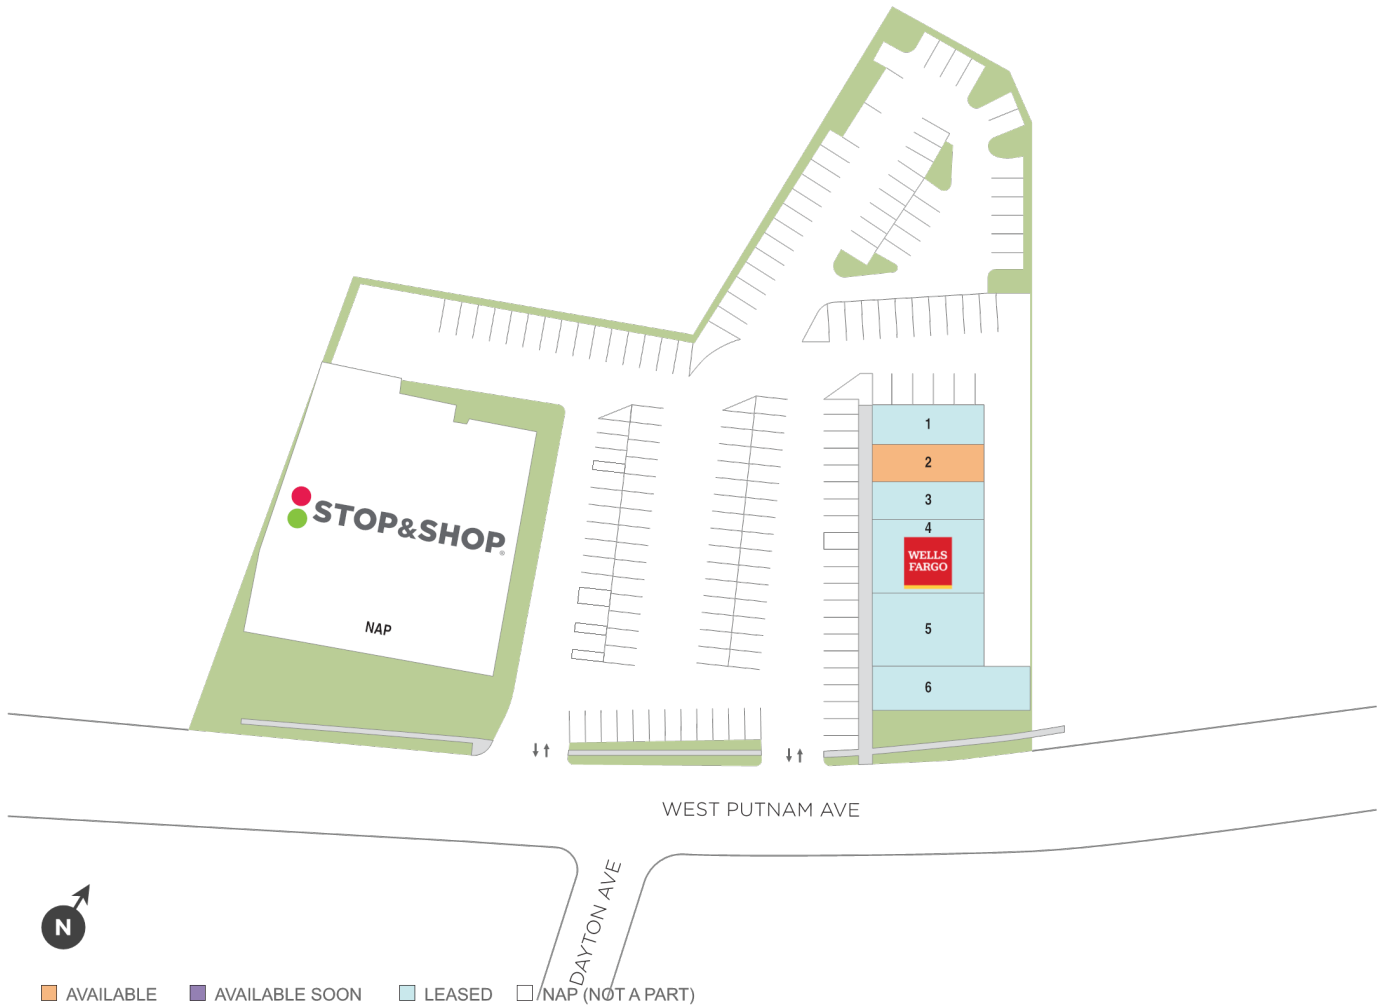 1
2
3
4
WELLS
FARGO
5
6
STOP&SHOP®
NAP
WEST PUTNAM AVE
DAYTON AVE
N
AVAILABLE
AVAILABLE SOON
LEASED
NAP (NOT A PART)